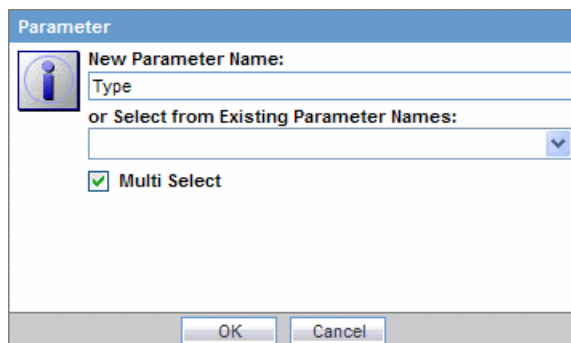 Parameter
New Parameter Name:
Type
or Select from Existing Parameter Names:
Multi Select
OK
Cancel